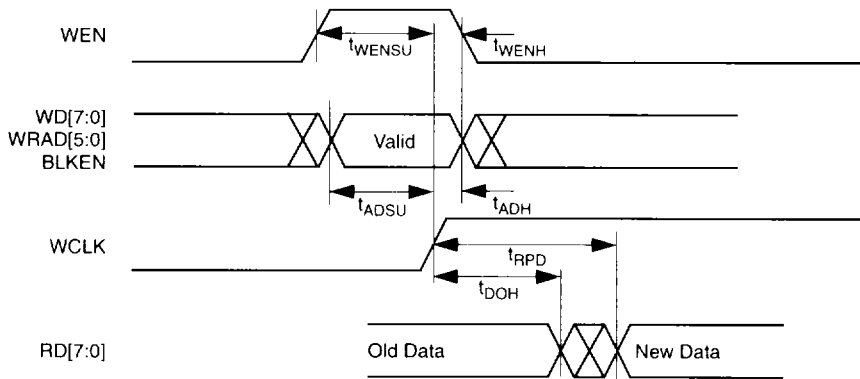 WEN
tWENSU
tWENH
WD[7:0]
WRAD[5:0]
BLKEN
Valid
tADSU
tADH
WCLK
tRPD
tDOH
RD[7:0]
Old Data
New Data